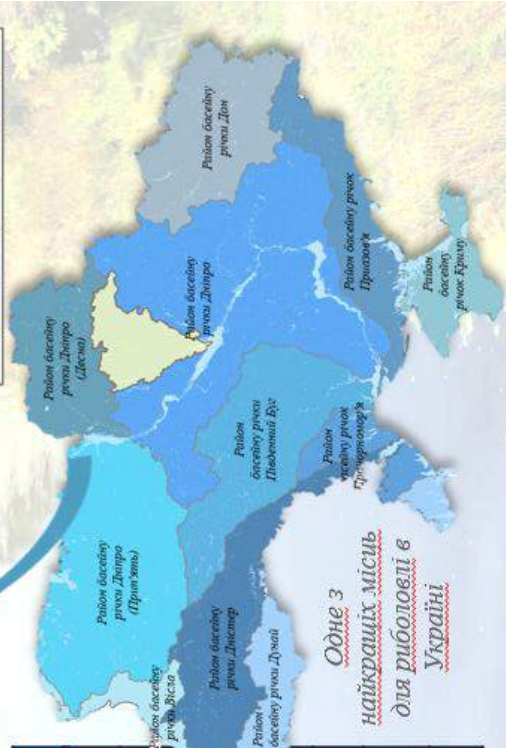 Район басейну
річки Дон
Район басейну
річки Дніпро
(Десна)
Район басейну
річки Дніпро
Район басейну річок
Приазов'я
Район
басейну
річок Криму
Район басейну
річки Дніпро
(Прип'ять)
Район
басейну річки
Південний Буг
Район
басейну річок
Причорномор'я
Район басейну
річки Вісла
Район басейну
річки Дністер
Район
басейну річки Дунай
Одне з
найкращіх місць
для риболовлі в
Україні